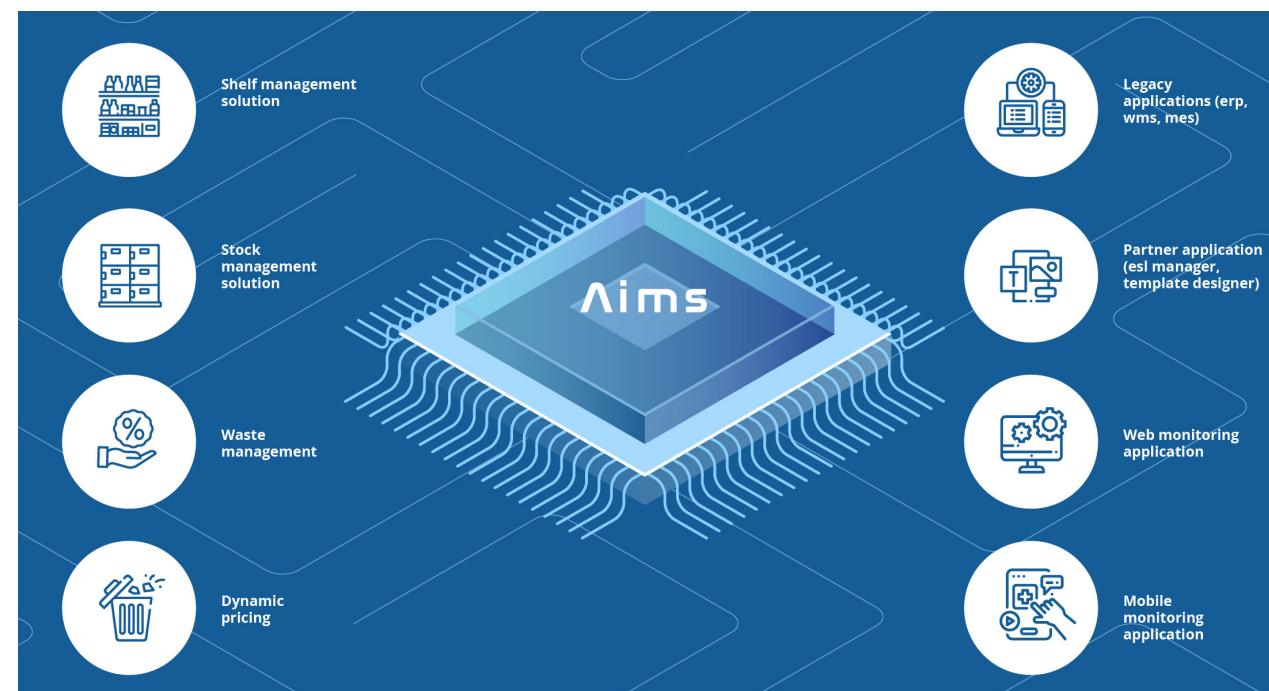 Shelf management
solution
Stock
management
solution
Waste
management
Dynamic
pricing
Aims
Legacy
applications (erp,
wms, mes)
Partner application
(esl manager,
template designer)
Web monitoring
application
Mobile
monitoring
application